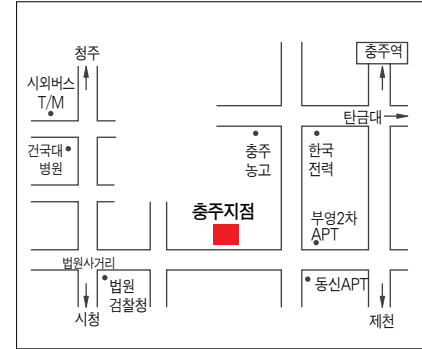 청주
충주역
시외버스
T/M
탄금대
건국대
병원
충주
농고
한국
전력
충주지점
부영2차
APT
법원사거리
법원
검찰청
동신APT
시청
제천